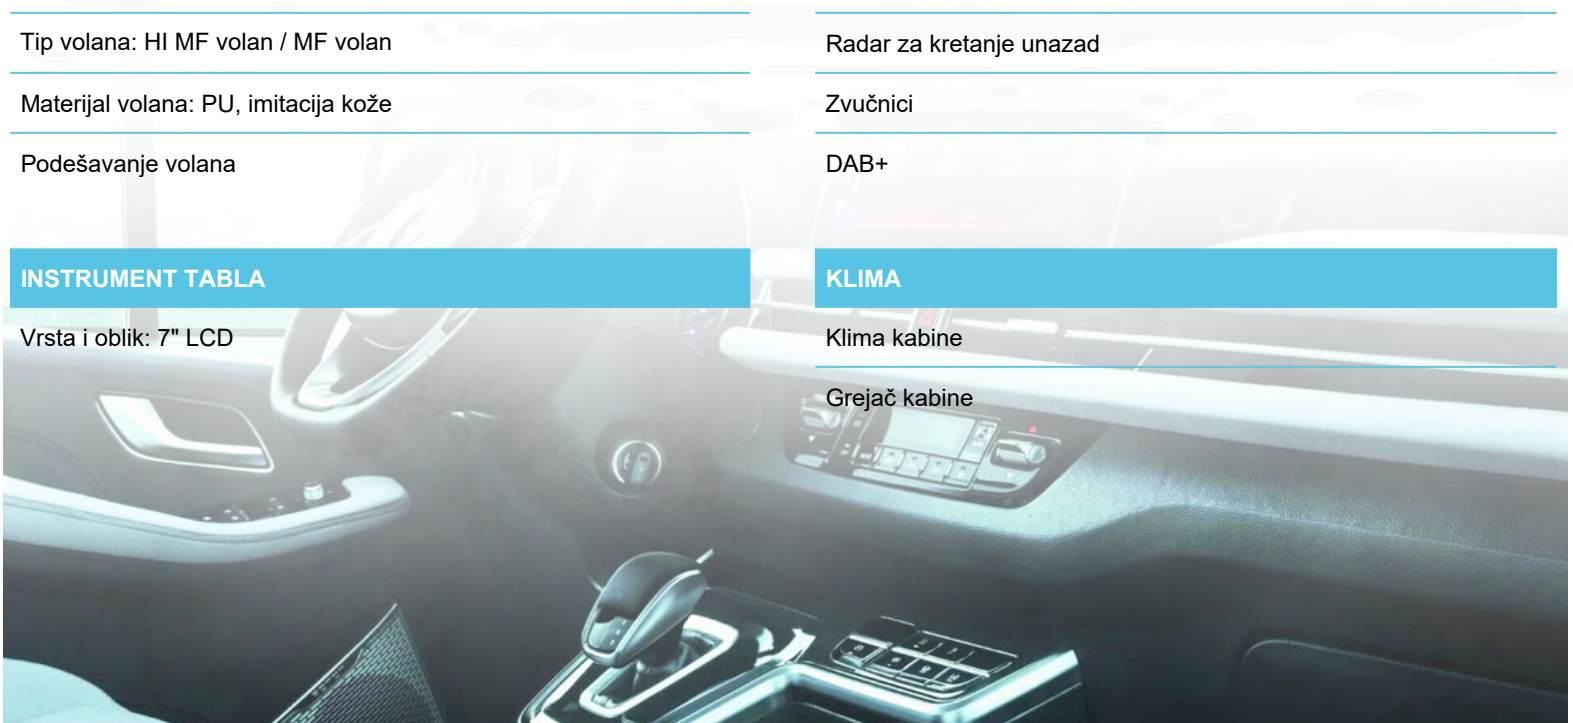 Tip volana: HI MF volan / MF volan
Materijal volana: PU, imitacija kože
Podešavanje volana
INSTRUMENT TABLA
Vrsta i oblik: 7" LCD
Radar za kretanje unazad
Zvučnici
DAB+
KLIMA
Klima kabine
Grejač kabine